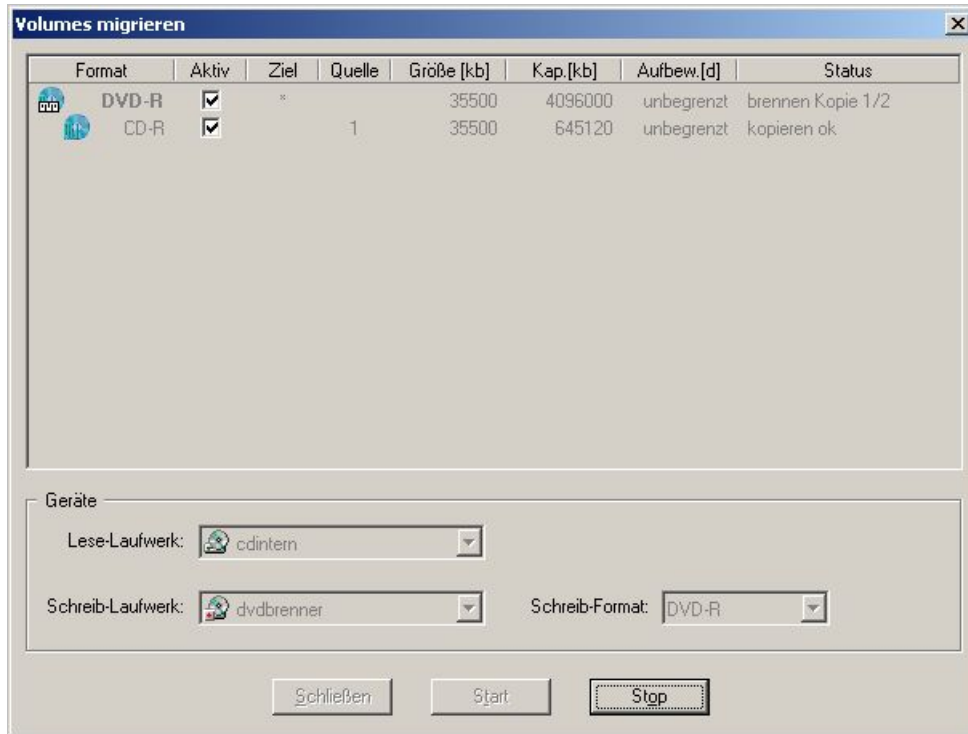 Volumes migrieren
Format Aktiv Ziel Quelle Größe [kb] Kap.[kb] Aufbew.[d] Status
DVD-R * 35500 4096000 unbegrenzt brennen Kopie 1/2
CD-R 1 35500 645120 unbegrenzt kopieren ok
Geräte
Lese-Laufwerk: cdintern
Schreib-Laufwerk: dvdbrenner Schreib-Format: DVD-R
Schließen Start Stop